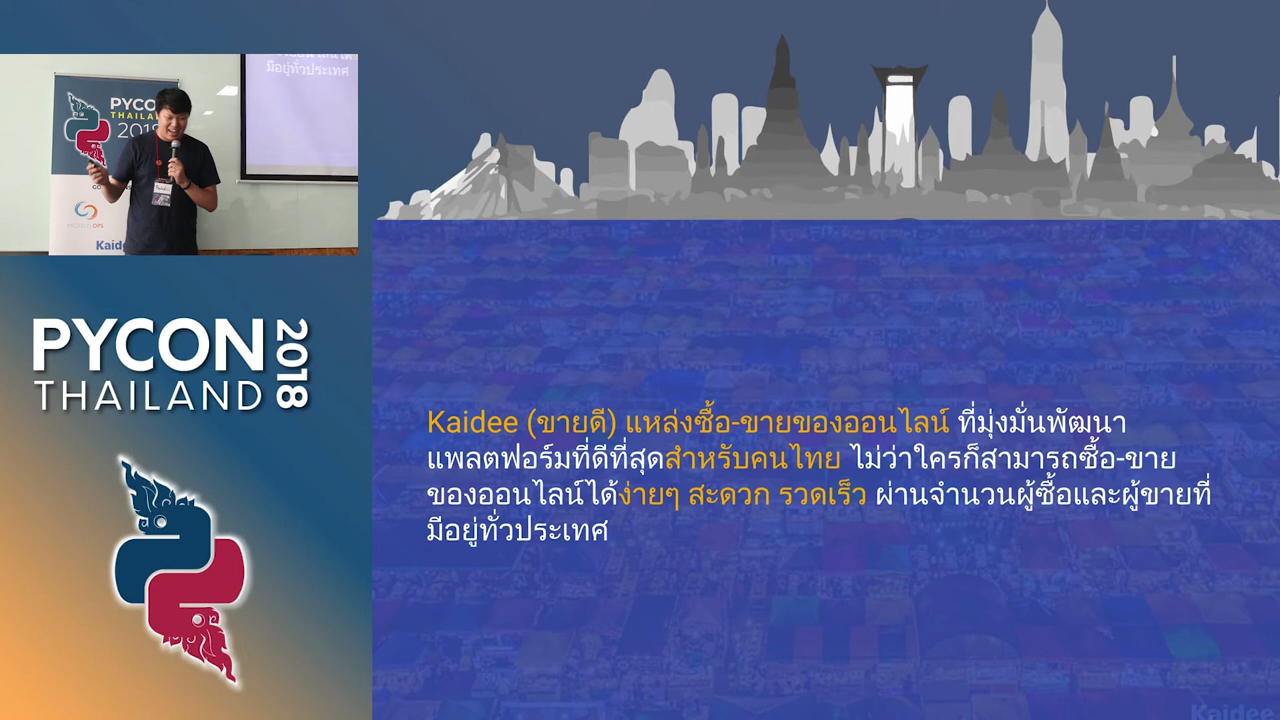 มีอยู่ทั่วประเทศ
PYCO
THAILAND
2018
Kaidee
PYCON
THAILAND
2018
Kaidee (ขายดี) แหล่งซื้อ-ขายของออนไลน์ ที่มุ่งมั่นพัฒนา
แพลตฟอร์มที่ดีที่สุดสำหรับคนไทย ไม่ว่าใครก็สามารถซื้อ-ขาย
ของออนไลน์ได้ง่ายๆ สะดวก รวดเร็ว ผ่านจำนวนผู้ซื้อและผู้ขายที่
มีอยู่ทั่วประเทศ
Kaidee